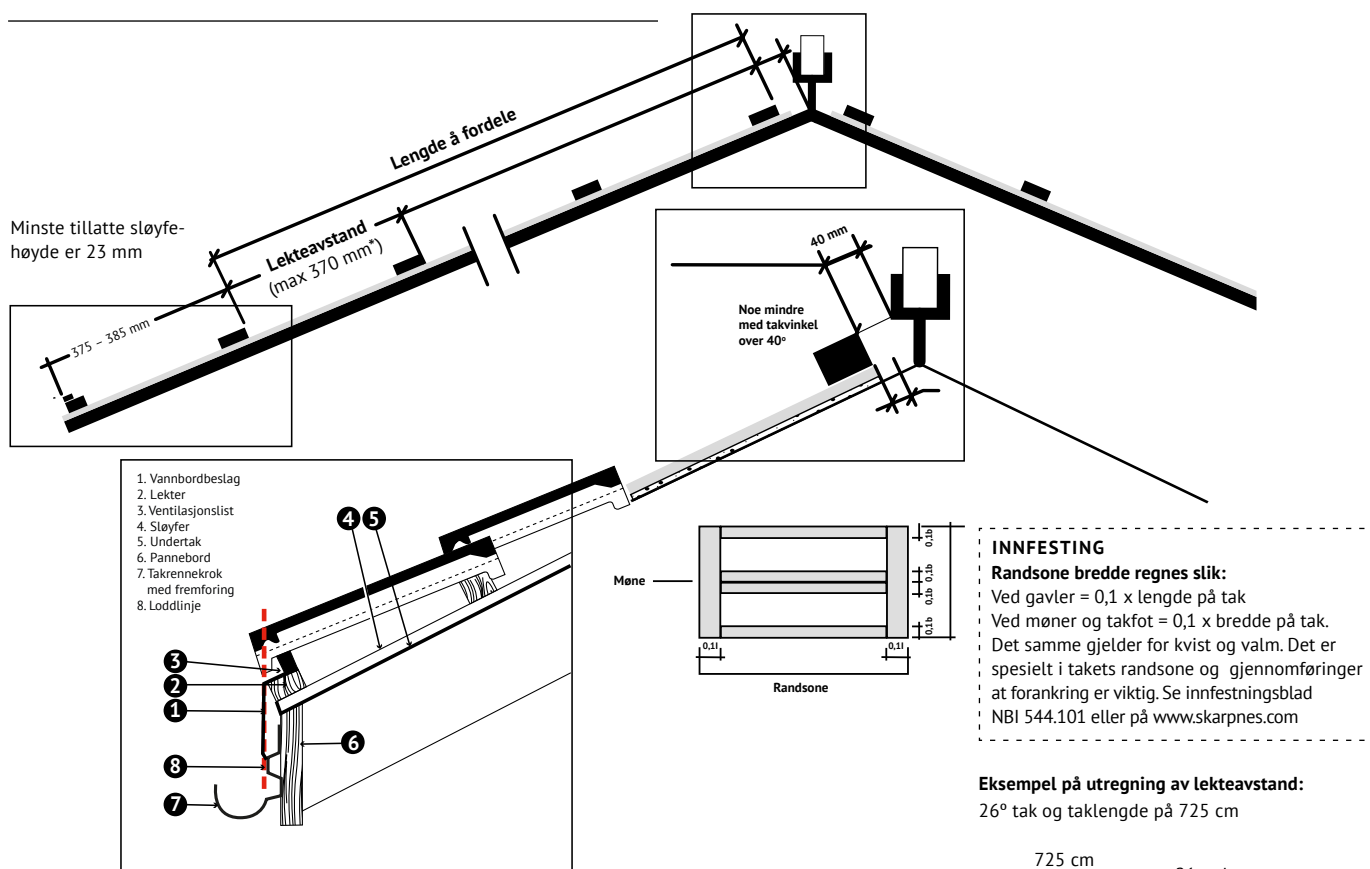 Lengde å fordele
Minste tillatte sløyfe-
høyde er 23 mm
Lekteavstand
(max 370 mm*)
375 – 385 mm
40 mm
Noe mindre
med takvinkel
over 40º
1. Vannbordbeslag
2. Lekter
3. Ventilasjonslist
4. Sløyfer
5. Undertak
6. Pannebord
7. Takrennekrok
med fremforing
8. Loddlinje
4
5
3
2
1
6
8
7
Møne
0,1b
0,1b
0,1b
0,1b
0,1l
0,1l
Randsone
INNFESTING
Randsone bredde regnes slik:
Ved gavler = 0,1 x lengde på tak
Ved møner og takfot = 0,1 x bredde på tak.
Det samme gjelder for kvist og valm. Det er
spesielt i takets randsone og gjennomføringer
at forankring er viktig. Se innfestningsblad
NBI 544.101 eller på www.skarpnes.com
Eksempel på utregning av lekteavstand:
26º tak og taklengde på 725 cm
725 cm